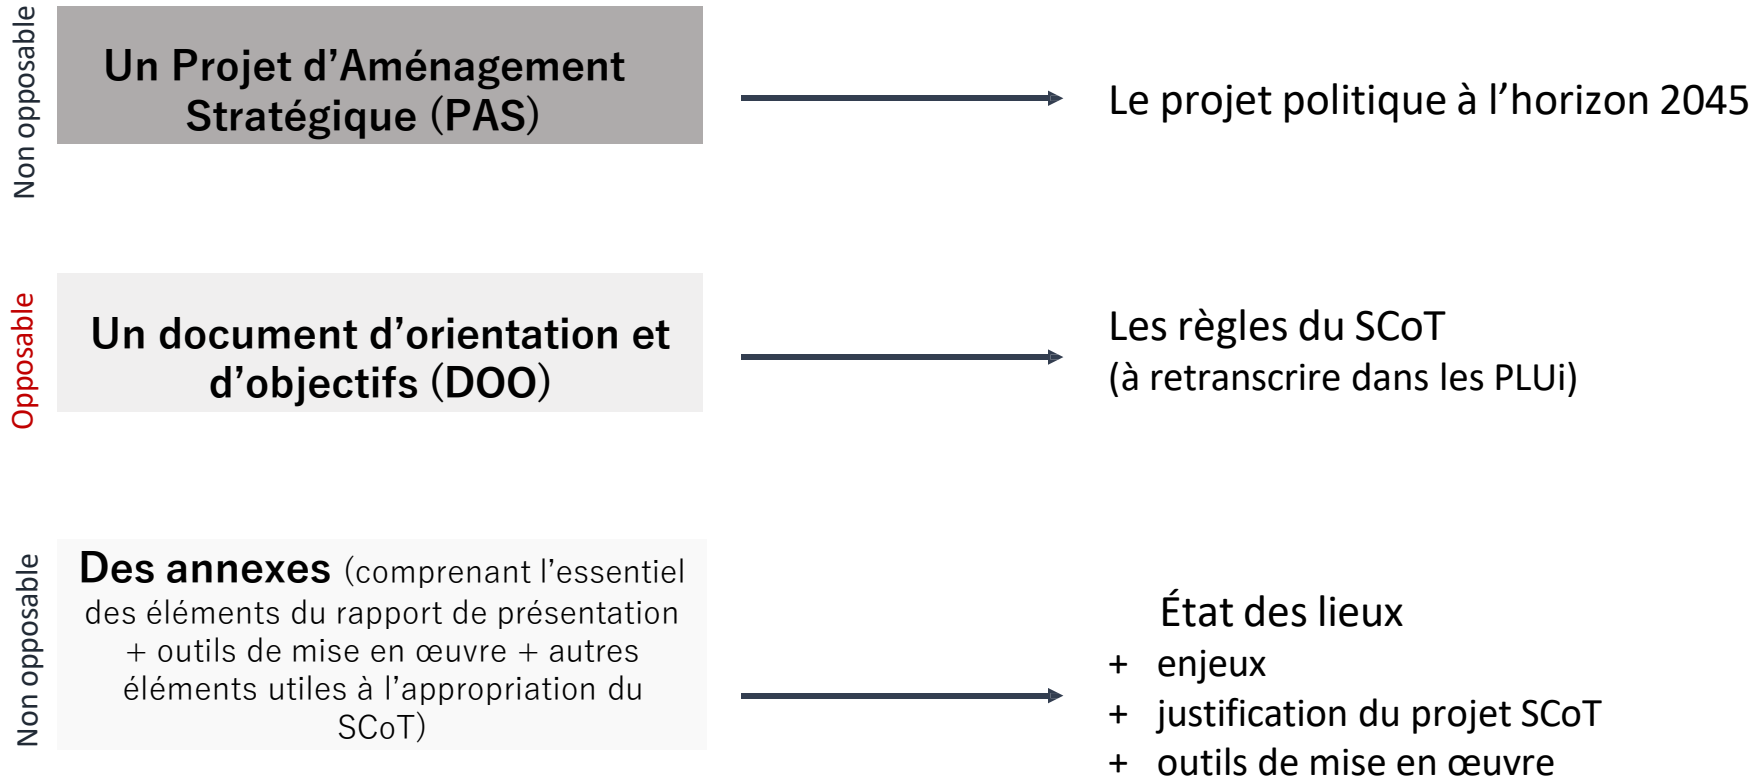 Non opposable
Un Projet d’Aménagement
Stratégique (PAS)
Le projet politique à l’horizon 2045
Opposable
Un document d’orientation et
d’objectifs (DOO)
Les règles du SCoT
(à retranscrire dans les PLUi)
Non opposable
Des annexes (comprenant l’essentiel
des éléments du rapport de présentation
+ outils de mise en œuvre + autres
éléments utiles à l’appropriation du
SCoT)
État des lieux
+ enjeux
+ justification du projet SCoT
+ outils de mise en œuvre